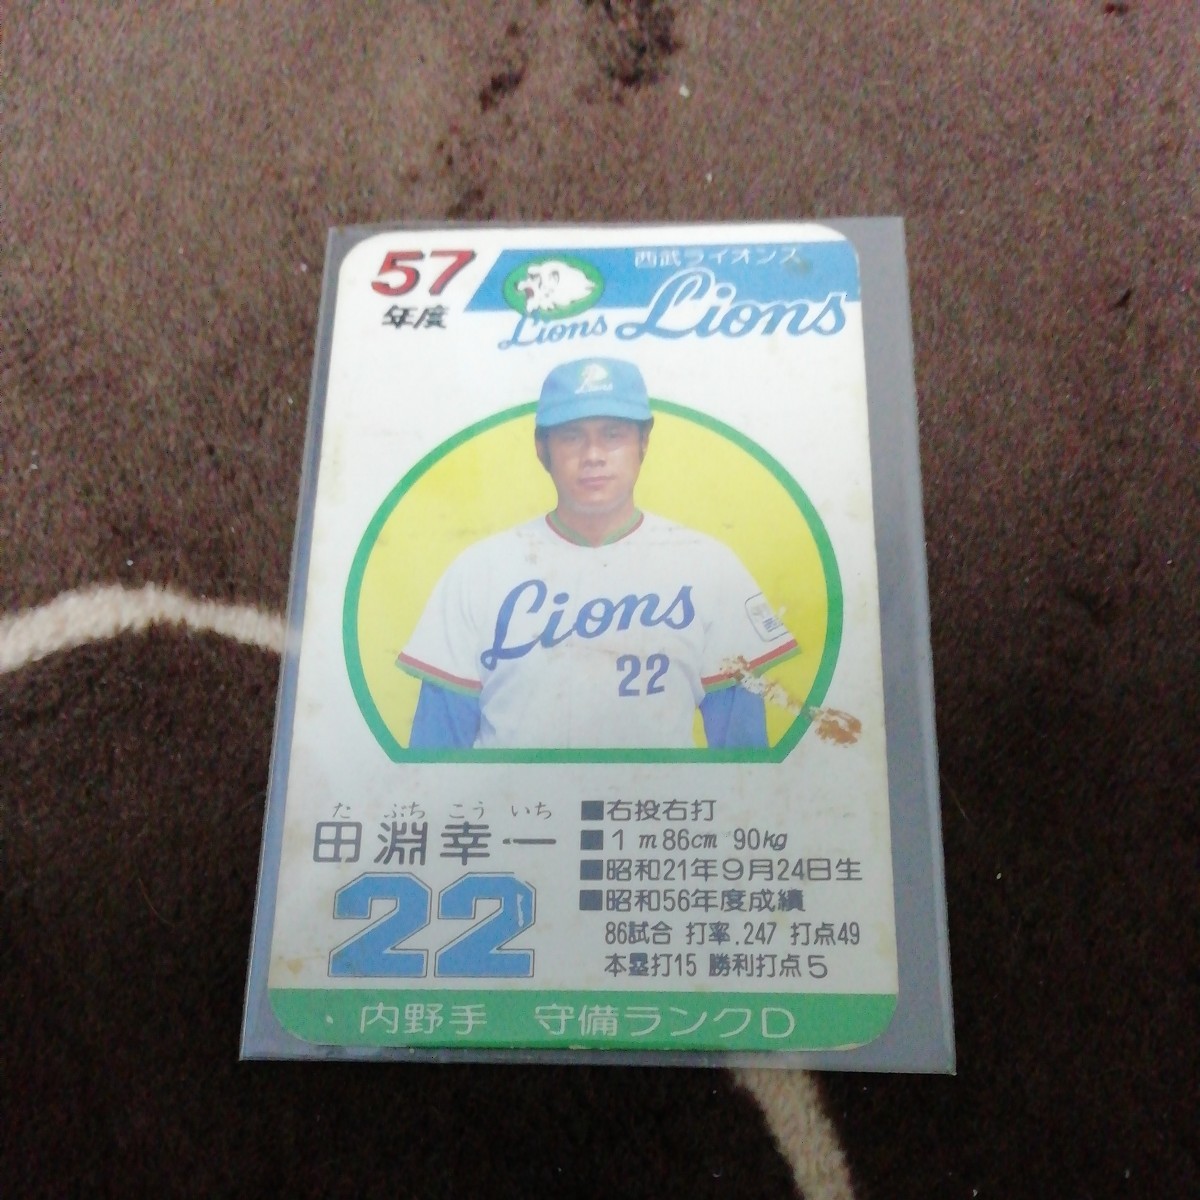 57
年度
西武ライオンズ
Lions Lions
Lions
Lions
22
た ぶち こう いち
田淵幸一
22
■右投右打
■1m86cm 90kg
■昭和21年9月24日生
■昭和56年度成績
86試合 打率.247 打点49
本塁打15 勝利打点5
内野手 守備ランクD